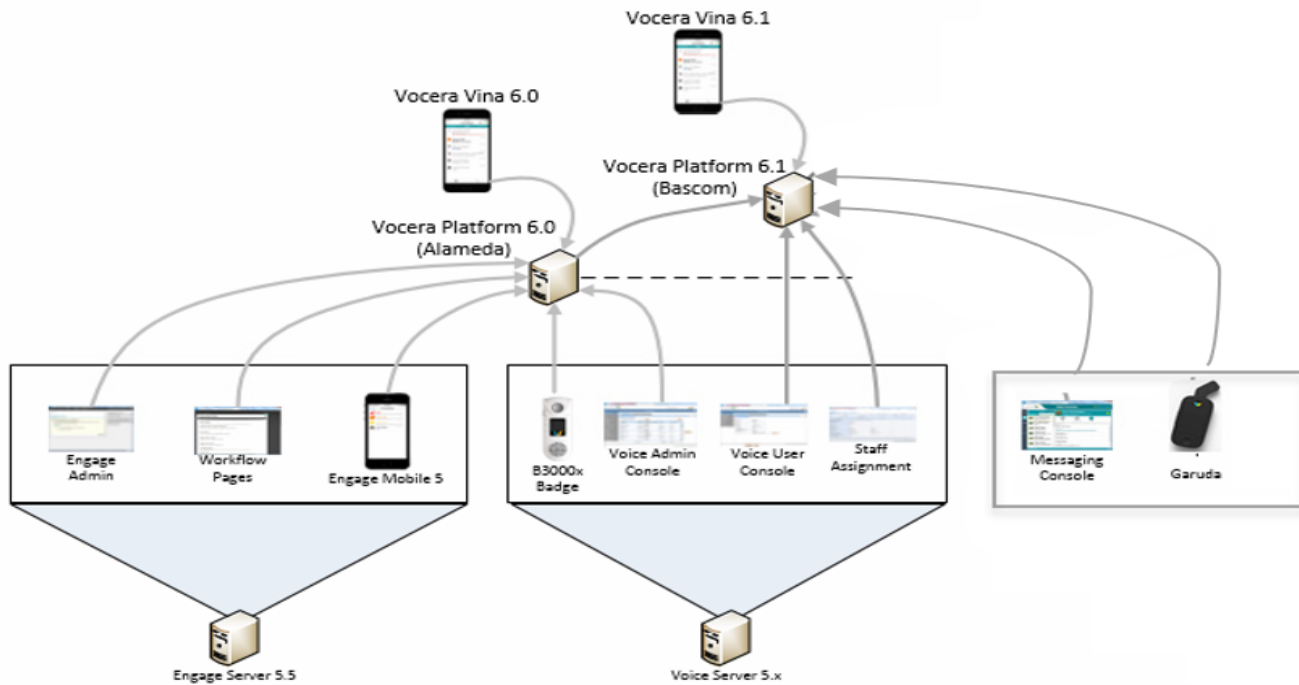 Vocera Vina 6.1
Vocera Vina 6.0
Vocera Platform 6.1
(Bascom)
Vocera Platform 6.0
(Alameda)
Engage
Admin
Workflow
Pages
Engage Mobile 5
B3000x
Badge
Voice Admin
Console
Voice User
Console
Staff
Assignment
Messaging
Console
Garuda
Engage Server 5.5
Voice Server 5.x